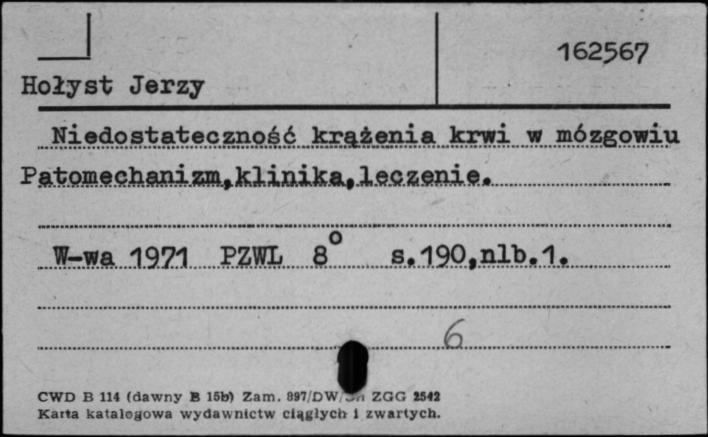 162567
Hołyst Jerzy
Niedostateczność krążenia krwi w mózgowiu
Patomechanizm,klinika,leczenie.
W-wa 1971 PZWL 8° s.190,nlb.1.
6
CWD B 114 (dawny B 15b) Zam. 897/DW/ ZGG 2542
Karta katalogowa wydawnictw ciągłych i zwartych.